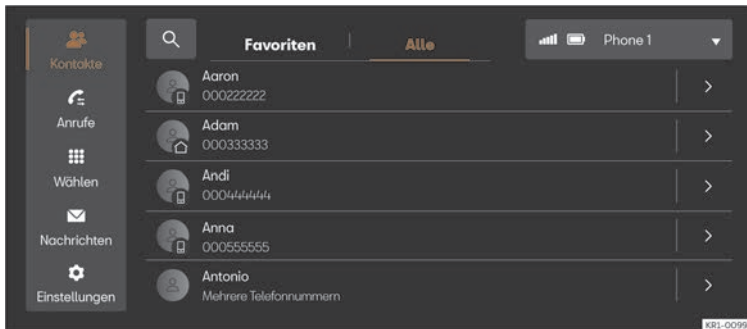 Kontakte
Anrufe
Wählen
Nachrichten
Einstellungen
Favoriten
Alle
Phone 1
Aaron
000222222
Adam
000333333
Andi
000444444
Anna
000555555
Antonio
Mehrere Telefonnummern
KR1-0099